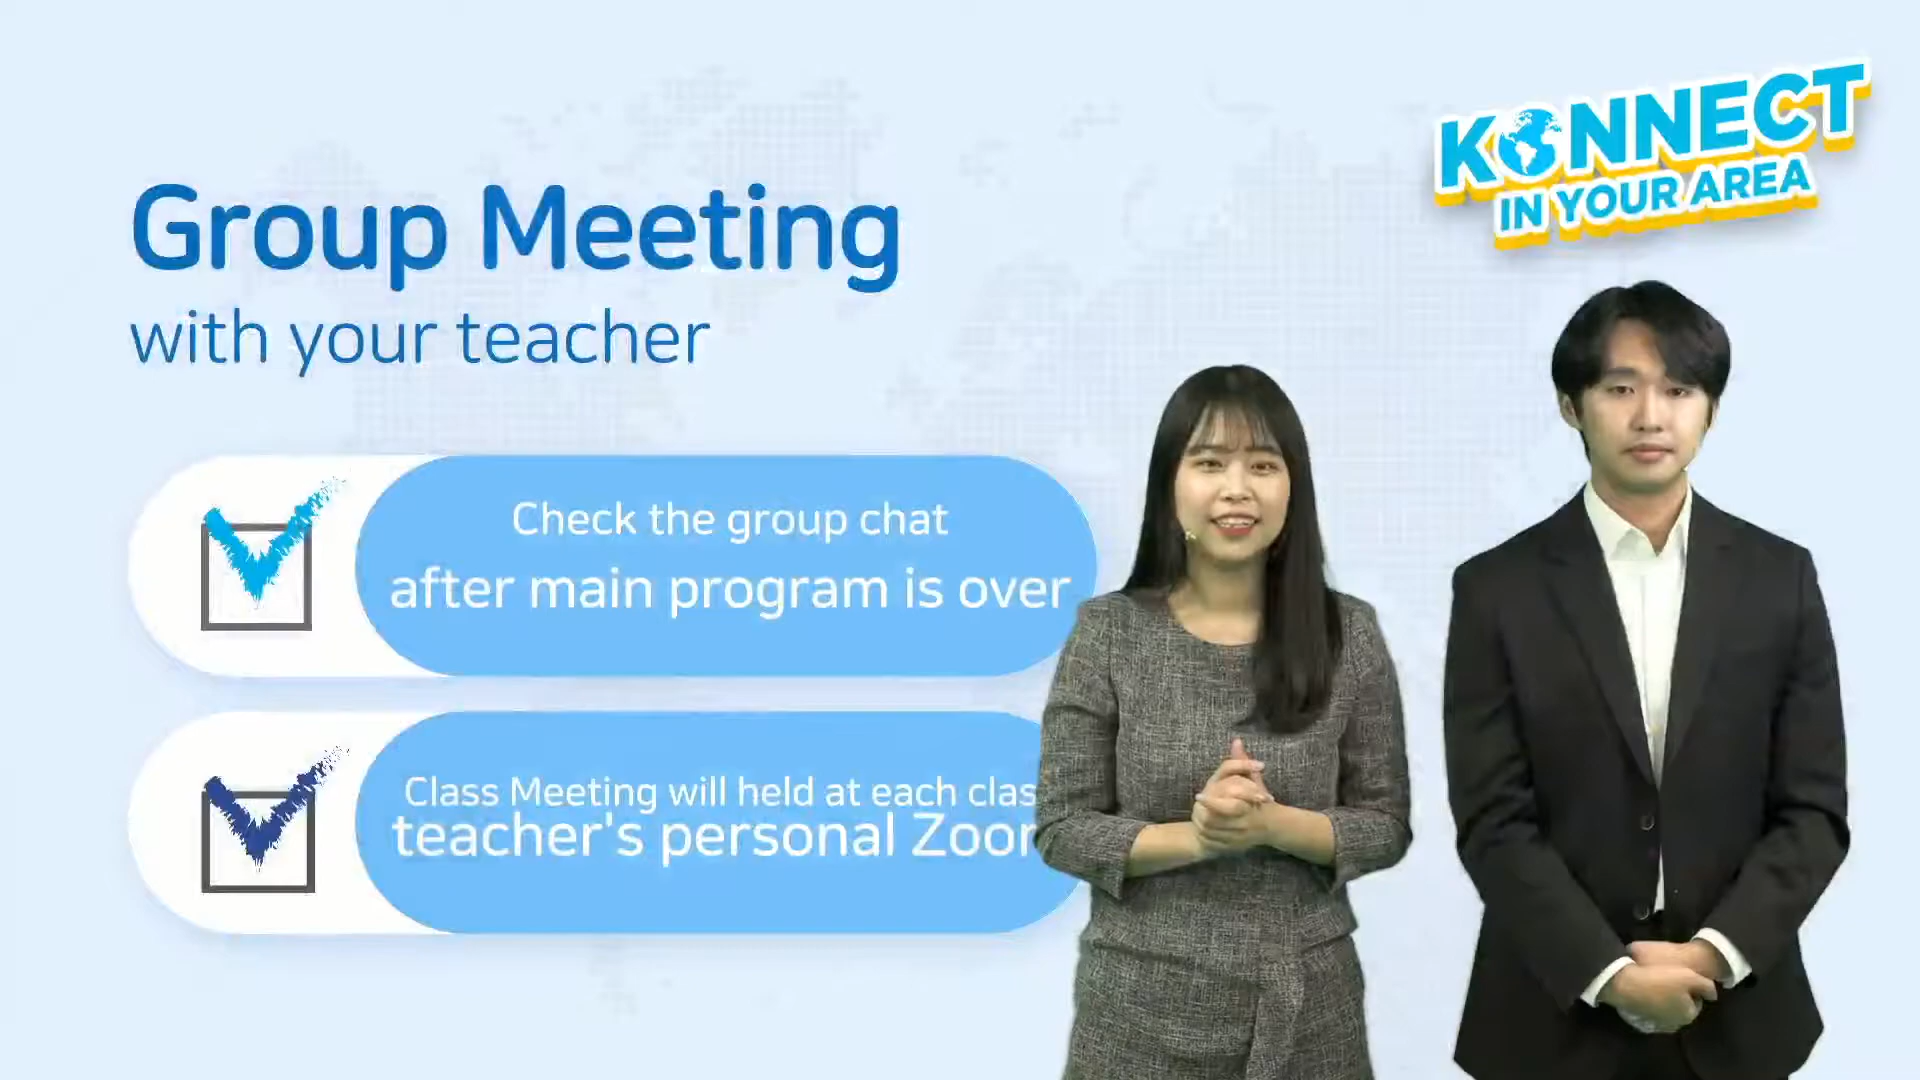 KONNECT
IN YOUR AREA
Group Meeting
with your teacher
Check the group chat
after main program is over
Class Meeting will held at each clas
teacher's personal Zoo